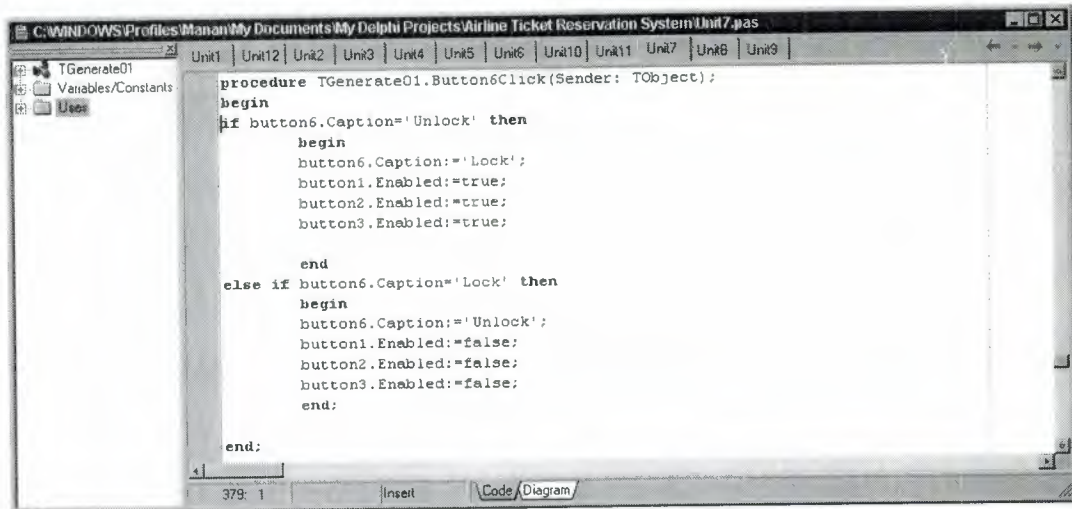 C:\WINDOWS\Profiles\Manan\My Documents\My Delphi Projects\Airline Ticket Reservation System\Unit7.pas
Unit1 Unit12 Unit2 Unit3 Unit4 Unit5 Unit6 Unit10 Unit11 Unit7 Unit8 Unit9
TGenerate01
Variables/Constants
Uses
procedure TGenerate01.Button6Click(Sender: TObject);
begin
if button6.Caption='Unlock' then
begin
button6.Caption:='Lock';
button1.Enabled:=true;
button2.Enabled:=true;
button3.Enabled:=true;
end
else if button6.Caption='Lock' then
begin
button6.Caption:='Unlock';
button1.Enabled:=false;
button2.Enabled:=false;
button3.Enabled:=false;
end;
end;
379: 1 Insert Code Diagram